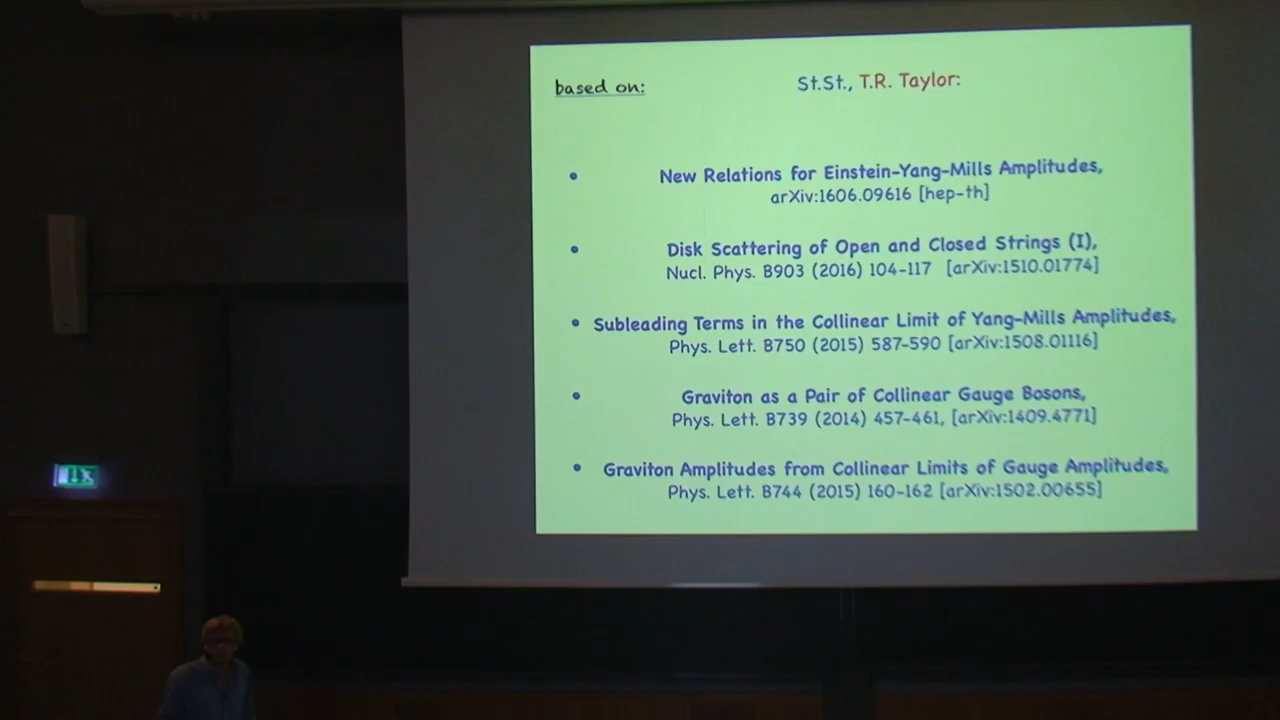 based on:
St.St., T.R. Taylor:
• New Relations for Einstein-Yang-Mills Amplitudes,
arXiv:1606.09616 [hep-th]
• Disk Scattering of Open and Closed Strings (I),
Nucl. Phys. B903 (2016) 104-117 [arXiv:1510.01774]
• Subleading Terms in the Collinear Limit of Yang-Mills Amplitudes,
Phys. Lett. B750 (2015) 587-590 [arXiv:1508.01116]
• Graviton as a Pair of Collinear Gauge Bosons,
Phys. Lett. B739 (2014) 457-461, [arXiv:1409.4771]
• Graviton Amplitudes from Collinear Limits of Gauge Amplitudes,
Phys. Lett. B744 (2015) 160-162 [arXiv:1502.00655]